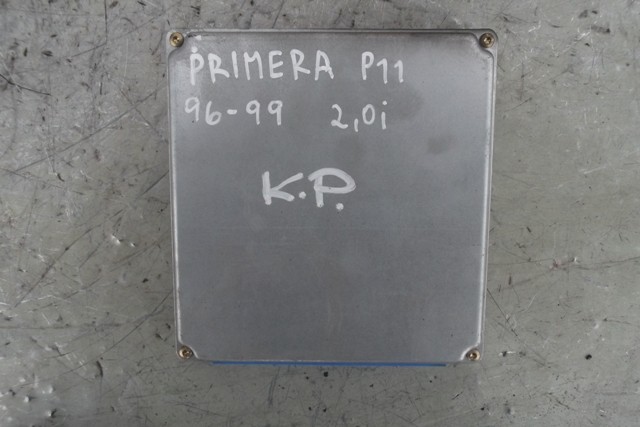 PRIMERA P11
96-99 2,0i
K.P.